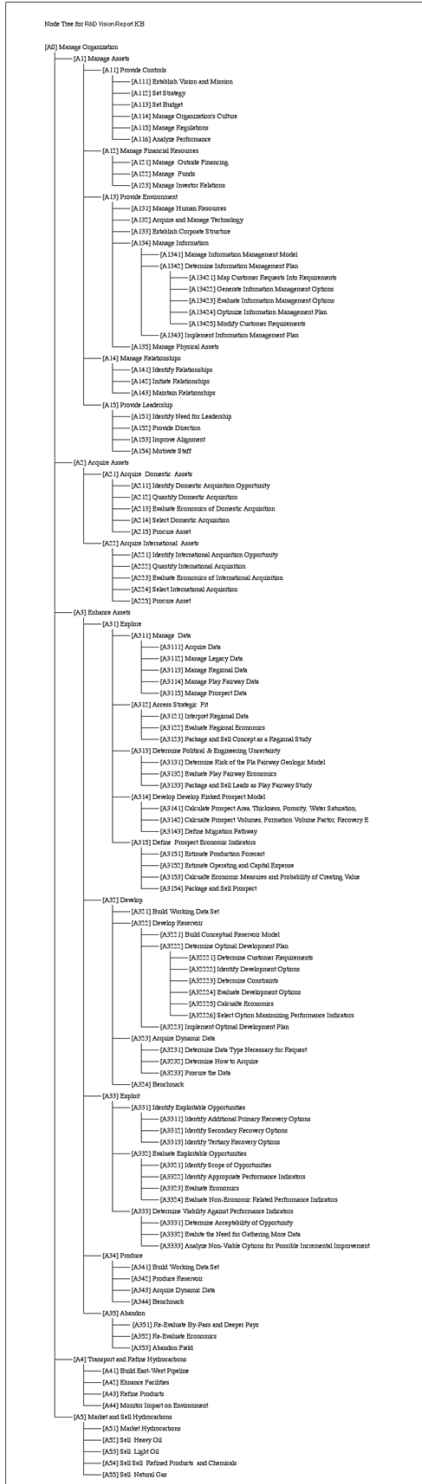 Node Tree for R&D Vision Report KB
[A0] Manage Organization
[A1] Manage Assets
[A11] Provide Controls
[A111] Establish Vision and Mission
[A112] Set Strategy
[A113] Set Budget
[A114] Manage Organization's Culture
[A115] Manage Regulations
[A116] Analyze Performance
[A12] Manage Financial Resources
[A121] Manage Outside Financing
[A122] Manage Funds
[A123] Manage Investor Relations
[A13] Provide Environment
[A131] Manage Human Resources
[A132] Acquire and Manage Technology
[A133] Establish Corporate Structure
[A134] Manage Information
[A1341] Manage Information Management Model
[A1342] Determine Information Management Plan
[A13421] Map Customer Requests Into Requirements
[A13422] Generate Infomation Management Options
[A13423] Evaluate Information Management Options
[A13424] Optimize Information Management Plan
[A13425] Modify Customer Requirements
[A1343] Implement Information Management Plan
[A135] Manage Physical Assets
[A14] Manage Relationships
[A141] Identify Relationships
[A142] Initiate Relationships
[A143] Maintain Relationships
[A15] Provide Leadership
[A151] Identify Need for Leadership
[A152] Provide Direction
[A153] Improve Alignment
[A154] Motivate Staff
[A2] Acquire Assets
[A21] Acquire Domestic Assets
[A211] Identify Domestic Acquisition Opportunity
[A212] Quantify Domestic Acquisition
[A213] Evaluate Economics of Domestic Acquisition
[A214] Select Domestic Acquisition
[A215] Procure Asset
[A22] Acquire International Assets
[A221] Identify International Acquisition Opportunity
[A222] Quantify International Acquisition
[A223] Evaluate Economics of International Acquisition
[A224] Select International Acquisition
[A225] Procure Asset
[A3] Enhance Assets
[A31] Explore
[A311] Manage Data
[A3111] Acquire Data
[A3112] Manage Legacy Data
[A3113] Manage Regional Data
[A3114] Manage Play Fairway Data
[A3115] Manage Prospect Data
[A312] Access Strategic Fit
[A3121] Interpret Regional Data
[A3122] Evaluate Regional Economics
[A3123] Package and Sell Concept as a Regional Study
[A313] Determine Political & Engineering Uncertainty
[A3131] Determine Risk of the Pla Fairway Geologic Model
[A3132] Evaluate Play Fairway Economics
[A3133] Package and Sell Leads as Play Fairway Study
[A314] Develop Develop Risked Prospect Model
[A3141] Calculate Prospect Area, Thickness, Porosity, Water Saturation,
[A3142] Calcualte Prospect Volumes, Formation Volume Factor, Recovery E
[A3143] Define Migration Pathway
[A315] Define Prospect Economic Indicators
[A3151] Estimate Production Forecast
[A3152] Estimate Operating and Capital Expense
[A3153] Calcualte Economic Measures and Probability of Creating Value
[A3154] Package and Sell Prospect
[A32] Develop
[A321] Build Working Data Set
[A322] Develop Reservoir
[A3221] Build Conceptual Reservoir Model
[A3222] Determine Optimal Development Plan
[A32221] Determine Customer Requirements
[A32222] Identify Development Options
[A32223] Determine Constraints
[A32224] Evaluate Development Options
[A32225] Calcualte Economics
[A32226] Select Option Maximizing Performance Indicators
[A3223] Implement Optimal Development Plan
[A323] Acquire Dynamic Data
[A3231] Determine Data Type Necessary for Request
[A3232] Determine How to Acquire
[A3233] Procure the Data
[A324] Benchmark
[A33] Exploit
[A331] Identify Exploitable Opportunities
[A3311] Identify Additional Primary Recovery Options
[A3312] Identify Secondary Recovery Options
[A3313] Identify Tertiary Recovery Options
[A332] Evaluate Exploitable Opportunities
[A3321] Identify Scope of Opportunities
[A3322] Identify Appropriate Performance Indicators
[A3323] Evaluate Economics
[A3324] Evaluate Non-Economic Related Performance Indicators
[A333] Determine Viability Against Performance Indicators
[A3331] Determine Acceptability of Opportunity
[A3332] Evalute the Need for Gathering More Data
[A3333] Analyze Non-Viable Options for Possible Incremental Improvement
[A34] Produce
[A341] Build Working Data Set
[A342] Produce Reservoir
[A343] Acquire Dynamic Data
[A344] Benchmark
[A35] Abandon
[A351] Re-Evaluate By-Pass and Deeper Pays
[A352] Re-Evaluate Economics
[A353] Abandon Field
[A4] Transport and Refine Hydrocarbons
[A41] Build East-West Pipeline
[A42] Ehnance Facilities
[A43] Refine Products
[A44] Monitor Impact on Environment
[A5] Market and Sell Hydrocarbons
[A51] Market Hydrocarbons
[A52] Sell Heavy Oil
[A53] Sell Light Oil
[A54] Sell Sell Refined Products and Chemicals
[A55] Sell Natural Gas